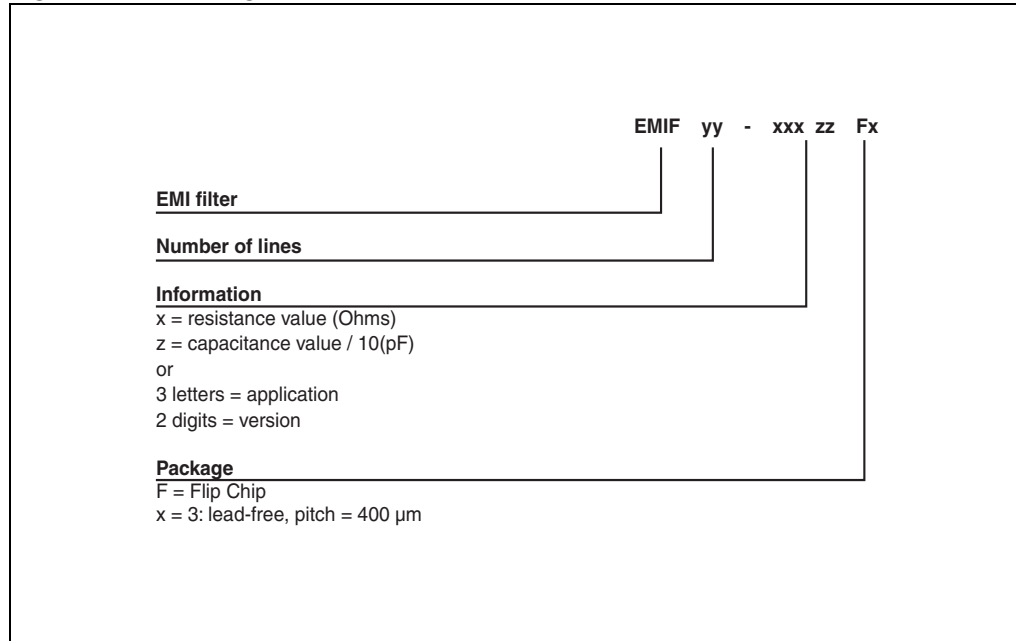 EMIF yy - xxx zz Fx
EMI filter
Number of lines
Information
x = resistance value (Ohms)
z = capacitance value / 10(pF)
or
3 letters = application
2 digits = version
Package
F = Flip Chip
x = 3: lead-free, pitch = 400 µm